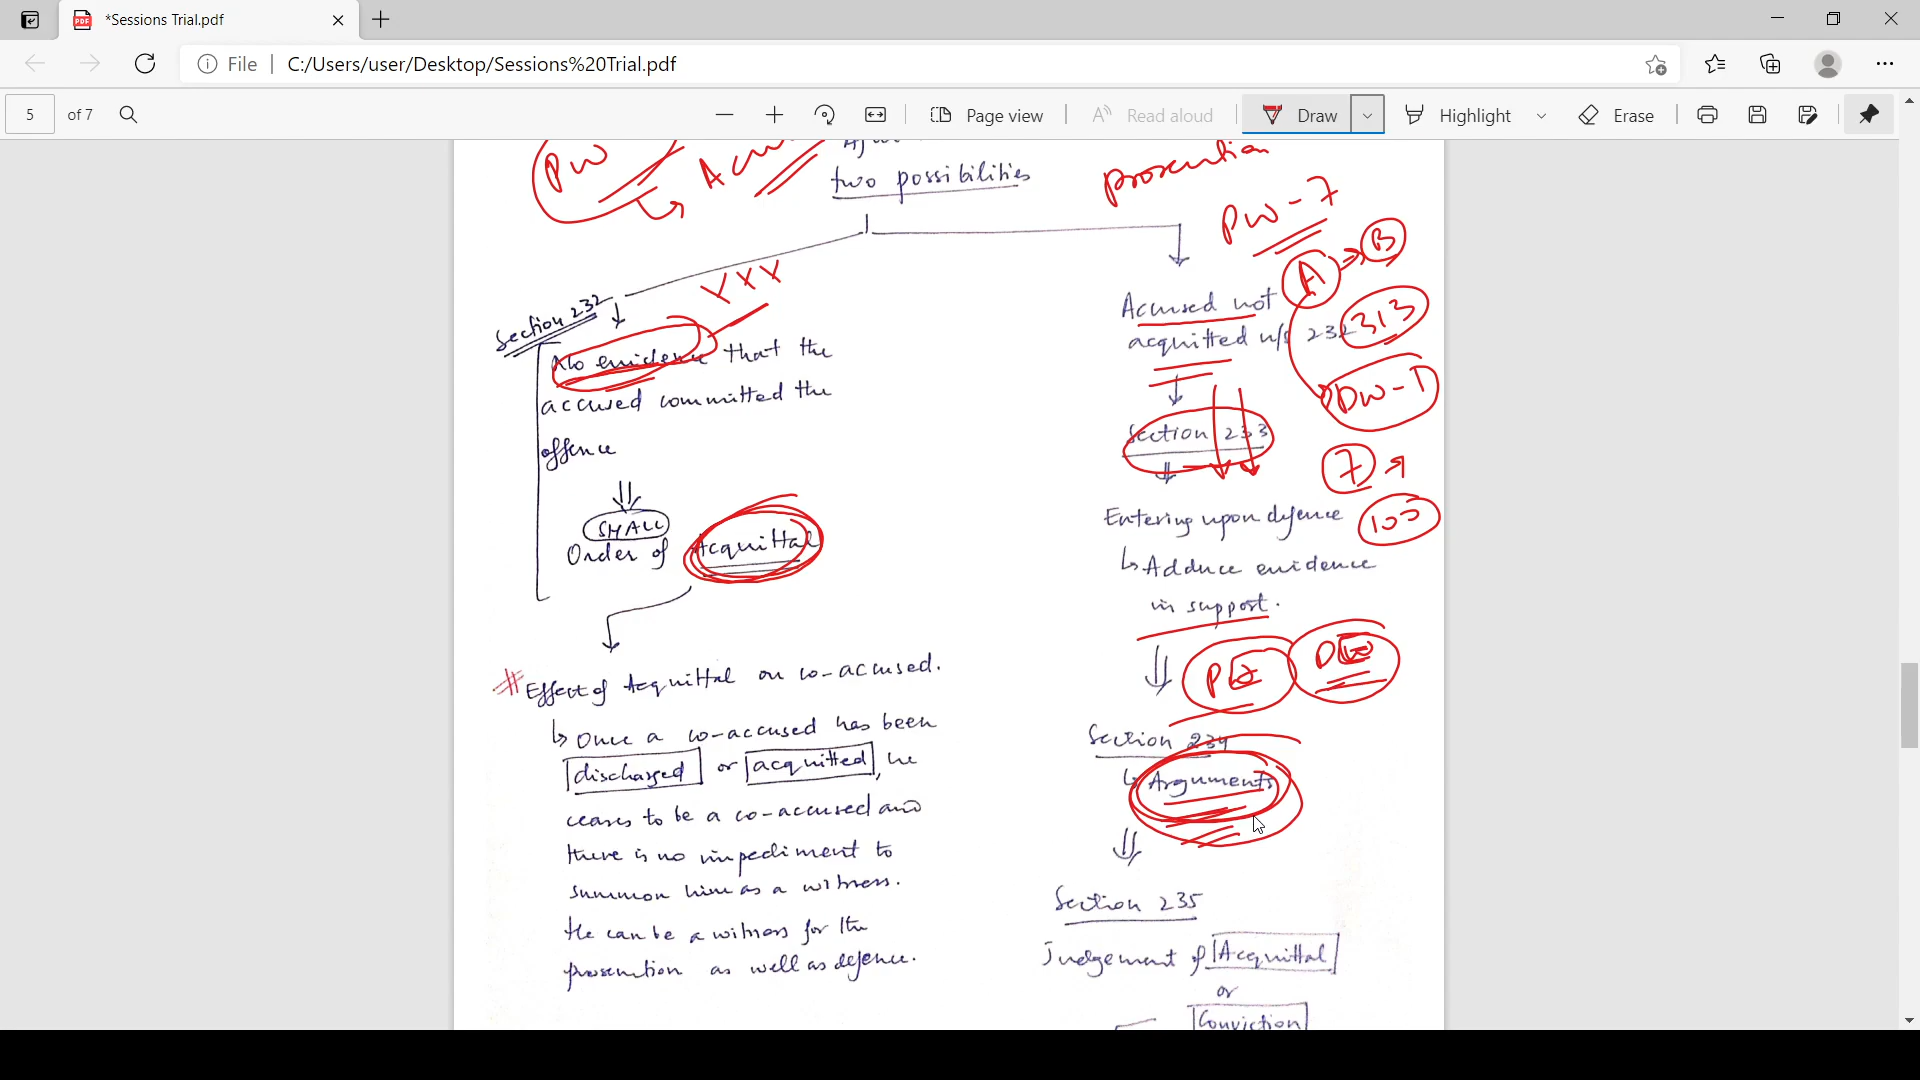 *Sessions Trial.pdf
File
C:/Users/user/Desktop/Sessions%20Trial.pdf
5 of 7
Page view
Read aloud
Draw
Highlight
Erase
PW
two possibilities
prosecution
PW-7
A
B
Section 232
No evidence that the
accused committed the
offence
SHALL
Order of Acquittal
# Effect of Acquittal on co-accused.
Once a co-accused has been
discharged or acquitted, he
ceases to be a co-accused and
there is no impediment to
summon him as a witness.
He can be a witness for the
prosecution as well as defence.
Accused not
acquitted u/s 232
313
DW-1
Section 233
7
100
Entering upon defence
Adduce evidence
in support.
Section 234
Arguments
Section 235
Judgement of Acquittal
or
Conviction